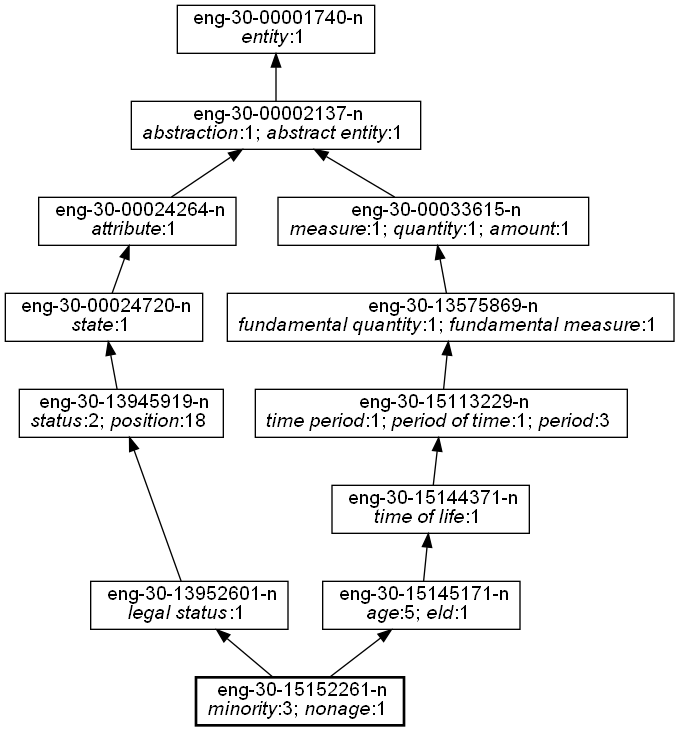 eng-30-00001740-n
entity:1
eng-30-00002137-n
abstraction:1; abstract entity:1
eng-30-00024264-n
attribute:1
eng-30-00033615-n
measure:1; quantity:1; amount:1
eng-30-00024720-n
state:1
eng-30-13575869-n
fundamental quantity:1; fundamental measure:1
eng-30-13945919-n
status:2; position:18
eng-30-15113229-n
time period:1; period of time:1; period:3
eng-30-15144371-n
time of life:1
eng-30-13952601-n
legal status:1
eng-30-15145171-n
age:5; eld:1
eng-30-15152261-n
minority:3; nonage:1